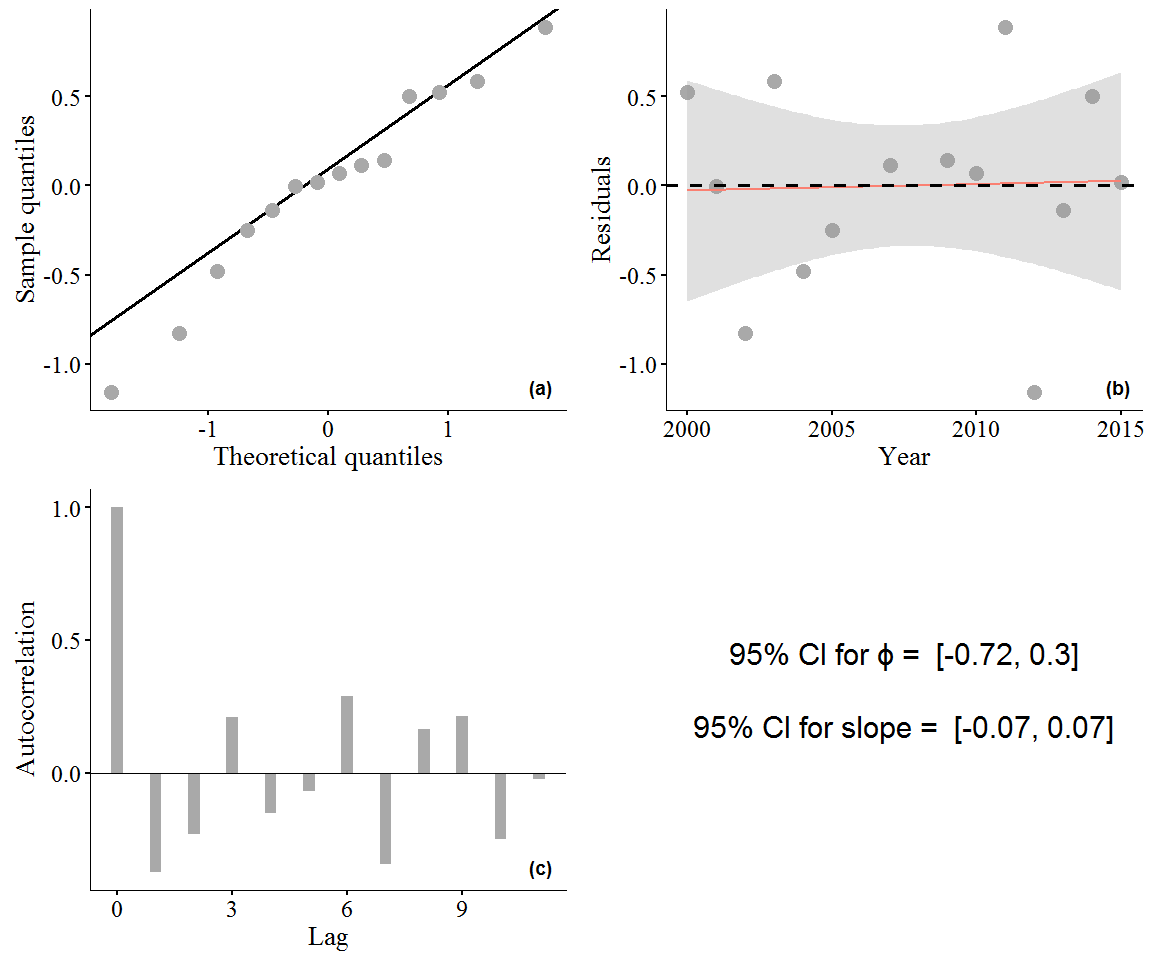 0.5
0.0
-0.5
-1.0
Sample quantiles
-1
0
1
Theoretical quantiles
(a)
0.5
0.0
-0.5
-1.0
Residuals
2000
2005
2010
2015
Year
(b)
1.0
0.5
0.0
Autocorrelation
0
3
6
9
Lag
(c)
95% CI for ϕ = [-0.72, 0.3]
95% CI for slope = [-0.07, 0.07]